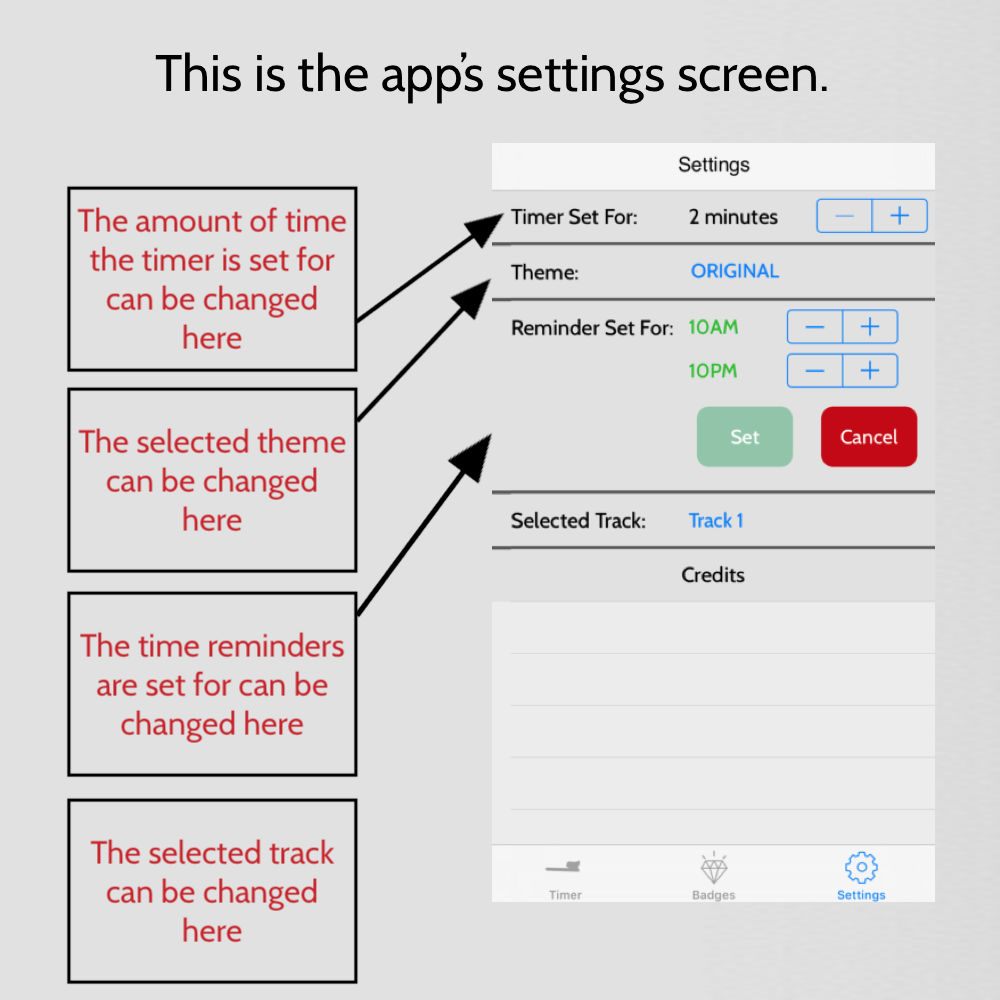 This is the app's settings screen.
The amount of time
the timer is set for
can be changed
here
The selected theme
can be changed
here
The time reminders
are set for can be
changed here
The selected track
can be changed
here
Settings
Timer Set For: 2 minutes − +
Theme: ORIGINAL
Reminder Set For: 10AM − +
10PM − +
Set Cancel
Selected Track: Track 1
Credits
Timer Badges Settings